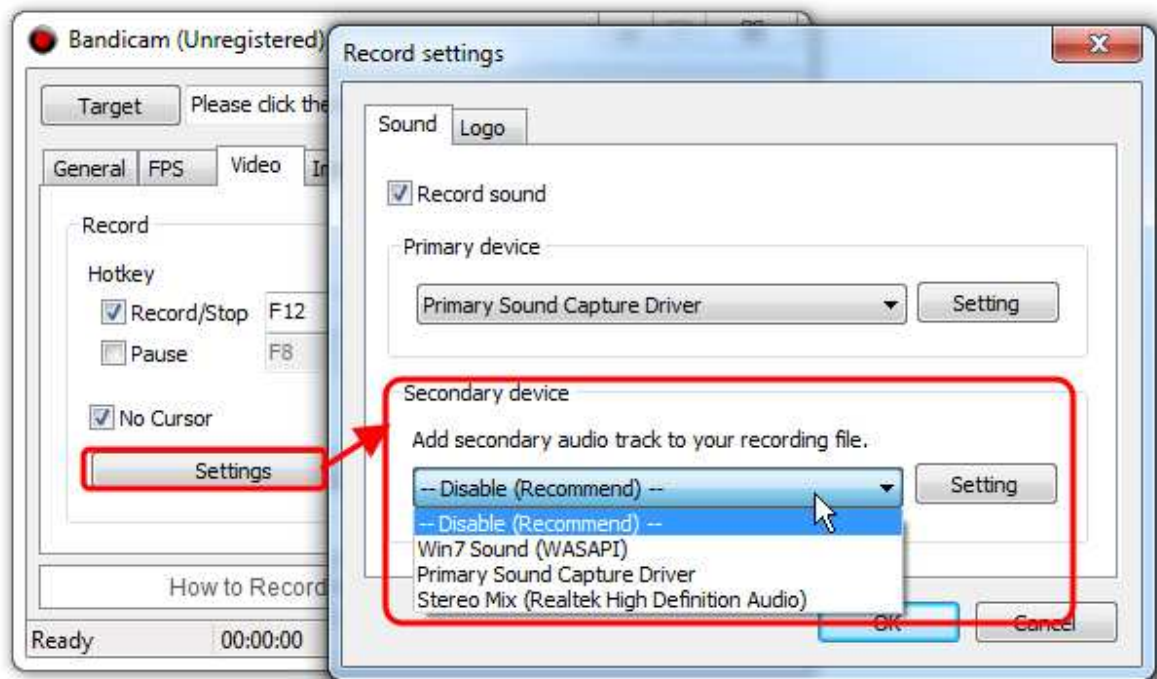 Bandicam (Unregistered)
Target
Please click the
General
FPS
Video
Record
Hotkey
Record/Stop
F12
Pause
F8
No Cursor
Settings
How to Record
Ready
00:00:00
Record settings
Sound
Logo
Record sound
Primary device
Primary Sound Capture Driver
Setting
Secondary device
Add secondary audio track to your recording file.
-- Disable (Recommend) --
Setting
-- Disable (Recommend) --
Win7 Sound (WASAPI)
Primary Sound Capture Driver
Stereo Mix (Realtek High Definition Audio)
OK
Cancel